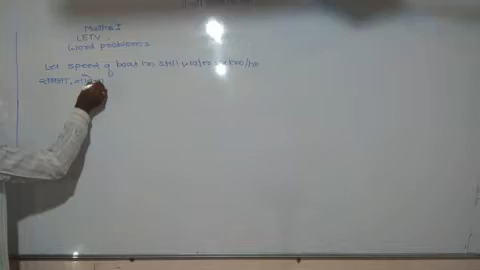 Maths I
LETV.
Word problems
Let speed of boat in still water x km/hr